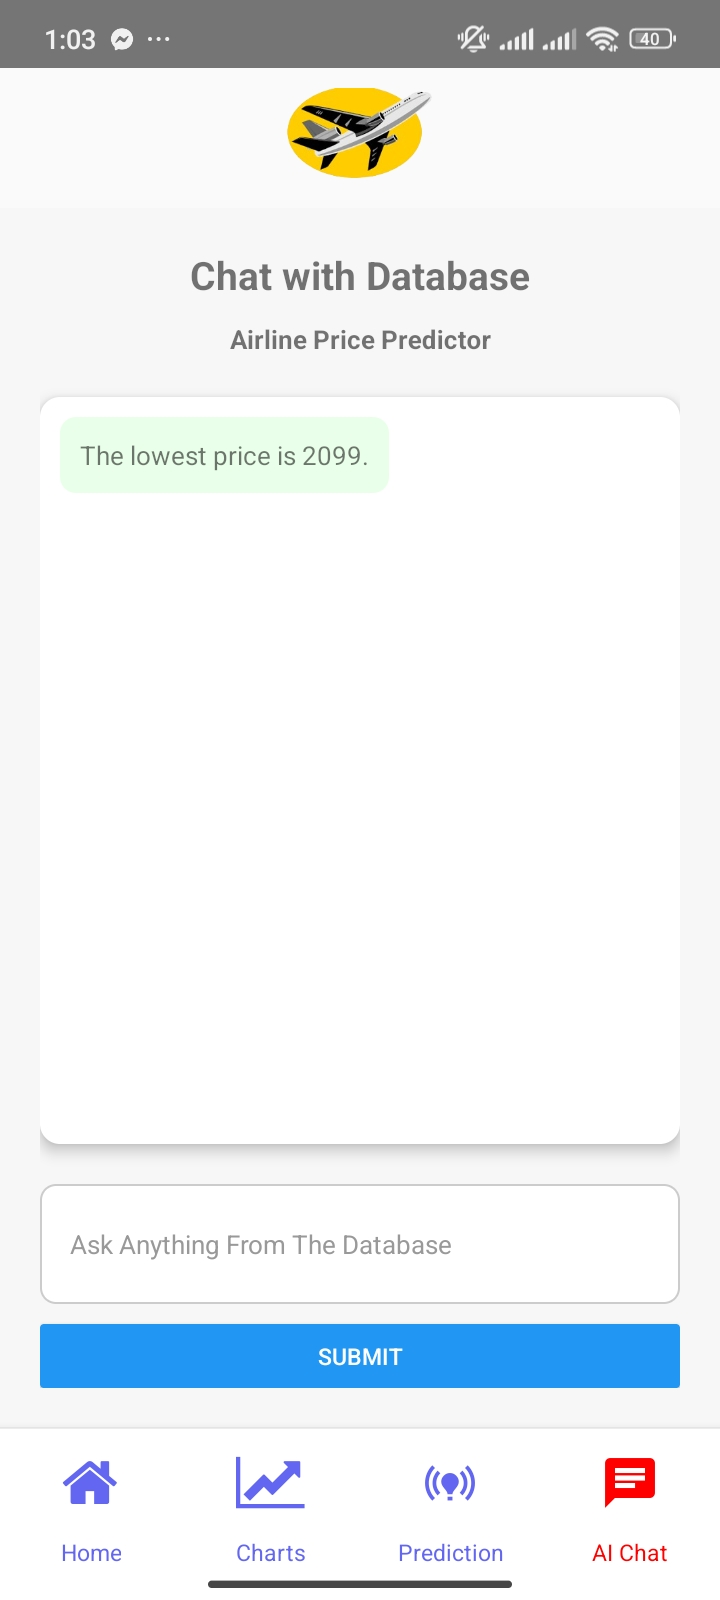 1:03
40
Chat with Database
Airline Price Predictor
The lowest price is 2099.
Ask Anything From The Database
SUBMIT
Home
Charts
Prediction
AI Chat